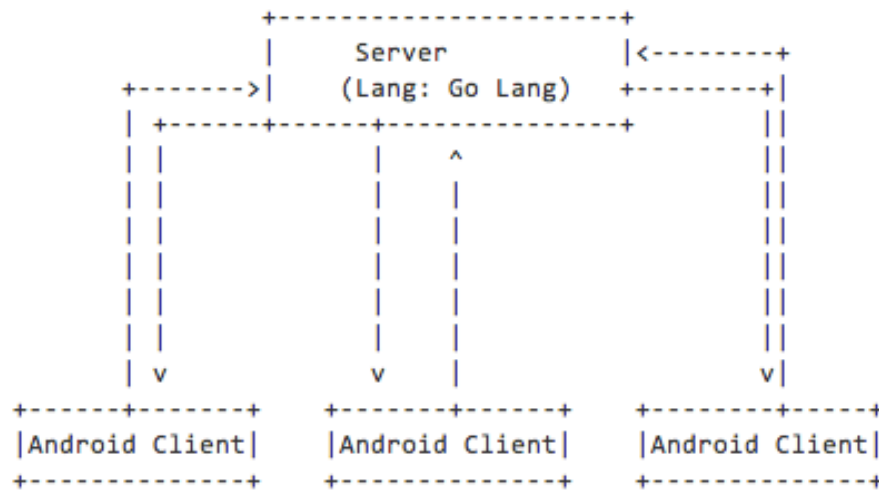 Server
(Lang: Go Lang)
Android Client Android Client Android Client